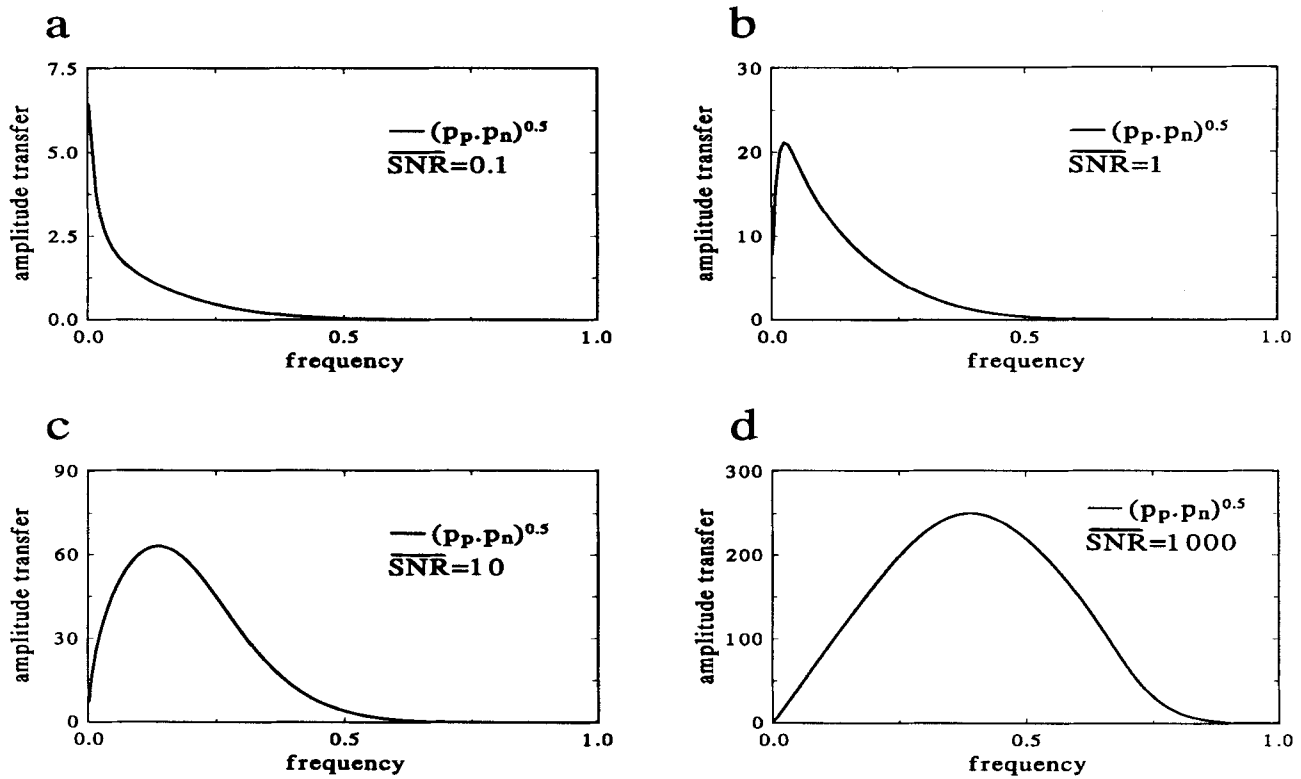 a
7.5
5.0
2.5
0.0
amplitude transfer
(pp.pn)0.5
SNR=0.1
0.0 0.5 1.0
frequency
b
30
20
10
0
amplitude transfer
(pp.pn)0.5
SNR=1
0.0 0.5 1.0
frequency
c
90
60
30
0
amplitude transfer
(pp.pn)0.5
SNR=10
0.0 0.5 1.0
frequency
d
300
200
100
0
amplitude transfer
(pp.pn)0.5
SNR=1000
0.0 0.5 1.0
frequency